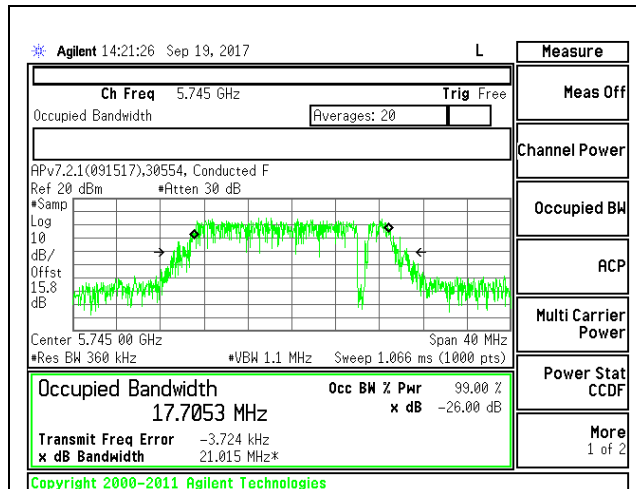 Agilent 14:21:26 Sep 19, 2017 L
Measure
Ch Freq 5.745 GHz Trig Free
Occupied Bandwidth Averages: 20
APv7.2.1(091517),30554, Conducted F
Ref 20 dBm #Atten 30 dB
#Samp
Log
10
dB/
Offst
15.8
dB
Center 5.745 00 GHz Span 40 MHz
#Res BW 360 kHz #VBW 1.1 MHz Sweep 1.066 ms (1000 pts)
Occupied Bandwidth Occ BW % Pwr 99.00 %
17.7053 MHz x dB -26.00 dB
Transmit Freq Error -3.724 kHz
x dB Bandwidth 21.015 MHz*
Copyright 2000-2011 Agilent Technologies
Meas Off
Channel Power
Occupied BW
ACP
Multi Carrier
Power
Power Stat
CCDF
More
1 of 2